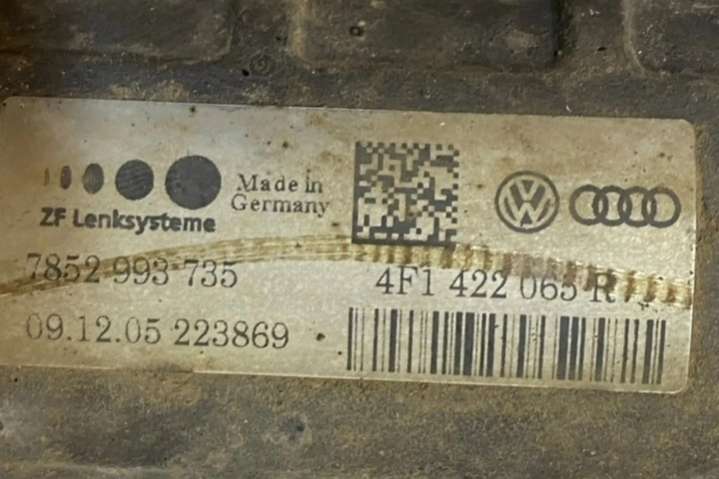 Made in
Germany
ZF Lenksysteme
7852 993 735
4F1 422 065 R
09.12.05 223869